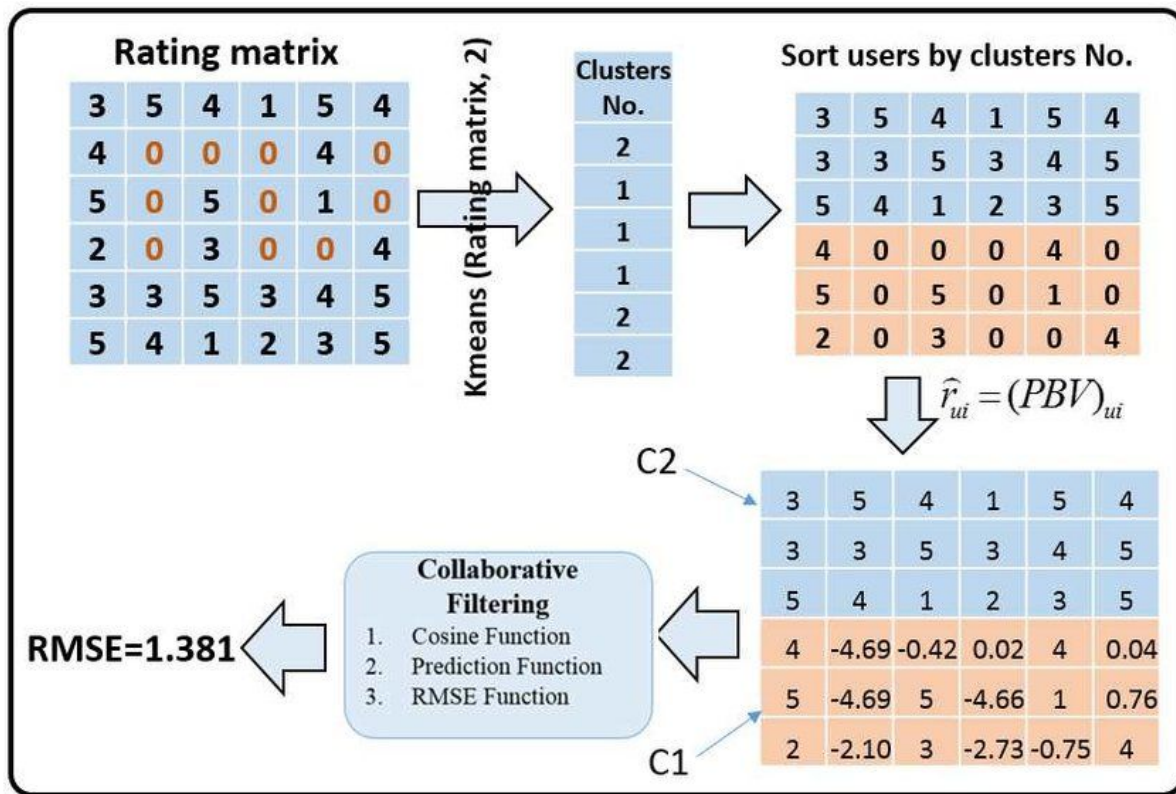 Rating matrix
3 5 4 1 5 4
4 0 0 0 4 0
5 0 5 0 1 0
2 0 3 0 0 4
3 3 5 3 4 5
5 4 1 2 3 5
Kmeans (Rating matrix, 2)
Clusters
No.
2
1
1
1
2
2
Sort users by clusters No.
3 5 4 1 5 4
3 3 5 3 4 5
5 4 1 2 3 5
4 0 0 0 4 0
5 0 5 0 1 0
2 0 3 0 0 4
r̂ui = (PBV)ui
C2
3 5 4 1 5 4
3 3 5 3 4 5
5 4 1 2 3 5
4 -4.69 -0.42 0.02 4 0.04
5 -4.69 5 -4.66 1 0.76
2 -2.10 3 -2.73 -0.75 4
C1
Collaborative
Filtering
1. Cosine Function
2. Prediction Function
3. RMSE Function
RMSE=1.381